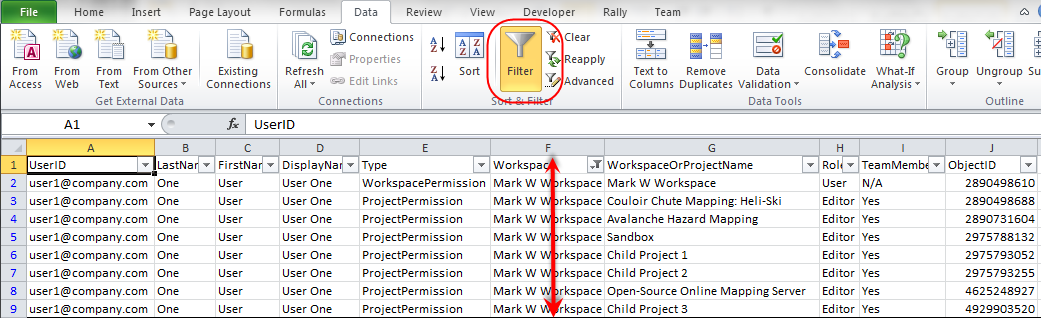 File Home Insert Page Layout Formulas Data Review View Developer Rally Team
From Access From Web From Text From Other Sources Existing Connections Refresh All Connections Properties Edit Links Sort Filter Clear Reapply Advanced Text to Columns Remove Duplicates Data Validation Consolidate What-If Analysis Group Ungroup
Get External Data Connections Sort & Filter Data Tools Outline
A1 fx UserID
A B C D E F G H I J
1 UserID LastNam FirstNar DisplayNar Type Workspac WorkspaceOrProjectName Role TeamMembe ObjectID
2 user1@company.com One User User One WorkspacePermission Mark W Workspace Mark W Workspace User N/A 2890498610
3 user1@company.com One User User One ProjectPermission Mark W Workspace Couloir Chute Mapping: Heli-Ski Editor Yes 2890498688
4 user1@company.com One User User One ProjectPermission Mark W Workspace Avalanche Hazard Mapping Editor Yes 2890731604
5 user1@company.com One User User One ProjectPermission Mark W Workspace Sandbox Editor Yes 2975788132
6 user1@company.com One User User One ProjectPermission Mark W Workspace Child Project 1 Editor Yes 2975793052
7 user1@company.com One User User One ProjectPermission Mark W Workspace Child Project 2 Editor Yes 2975793255
8 user1@company.com One User User One ProjectPermission Mark W Workspace Open-Source Online Mapping Server Editor Yes 4625248927
9 user1@company.com One User User One ProjectPermission Mark W Workspace Child Project 3 Editor Yes 4929903520